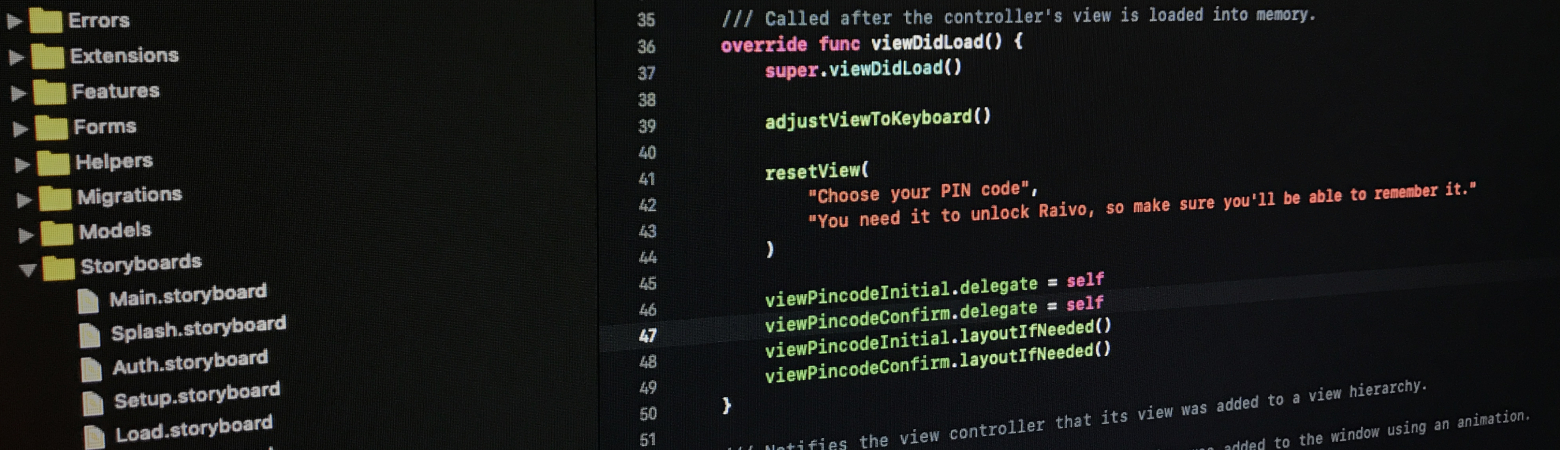 Errors
Extensions
Features
Forms
Helpers
Migrations
Models
Storyboards
Main.storyboard
Splash.storyboard
Auth.storyboard
Setup.storyboard
Load.storyboard
35 /// Called after the controller's view is loaded into memory.
36 override func viewDidLoad() {
37 super.viewDidLoad()
38
39 adjustViewToKeyboard()
40
41 resetView(
42 "Choose your PIN code",
43 "You need it to unlock Raivo, so make sure you'll be able to remember it."
44 )
45
46 viewPincodeInitial.delegate = self
47 viewPincodeConfirm.delegate = self
48 viewPincodeInitial.layoutIfNeeded()
49 viewPincodeConfirm.layoutIfNeeded()
50 }
51
/// Notifies the view controller that its view was added to a view hierarchy.
added to the window using an animation.